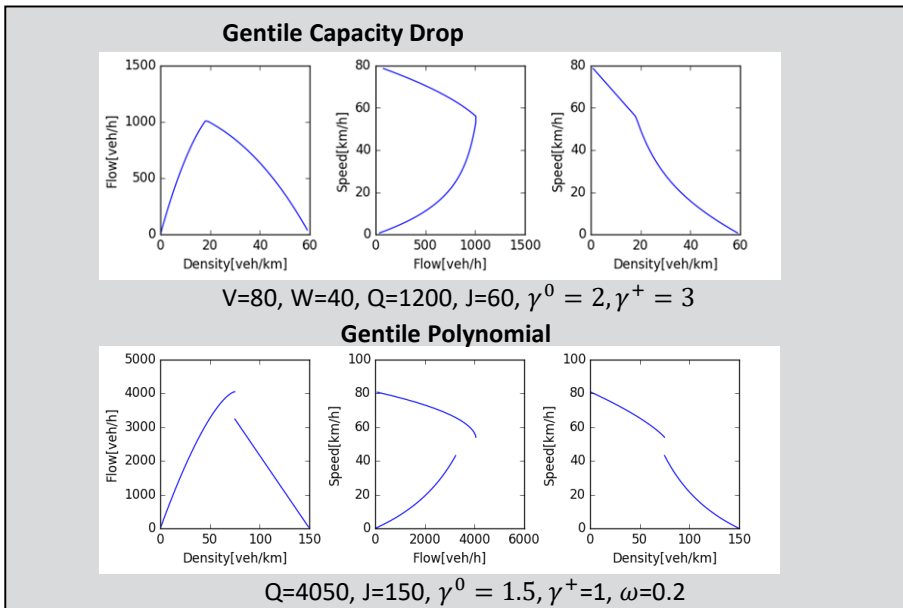 Gentile Capacity Drop
1500
1000
500
0
Flow[veh/h]
0 20 40 60
Density[veh/km]
80
60
40
20
0
Speed[km/h]
0 500 1000 1500
Flow[veh/h]
80
60
40
20
0
Speed[km/h]
0 20 40 60
Density[veh/km]
V=80, W=40, Q=1200, J=60, γ⁰ = 2, γ⁺ = 3
Gentile Polynomial
5000
4000
3000
2000
1000
0
Flow[veh/h]
0 50 100 150
Density[veh/km]
100
80
60
40
20
0
Speed[km/h]
0 2000 4000 6000
Flow[veh/h]
100
80
60
40
20
0
Speed[km/h]
0 50 100 150
Density[veh/km]
Q=4050, J=150, γ⁰ = 1.5, γ⁺=1, ω=0.2